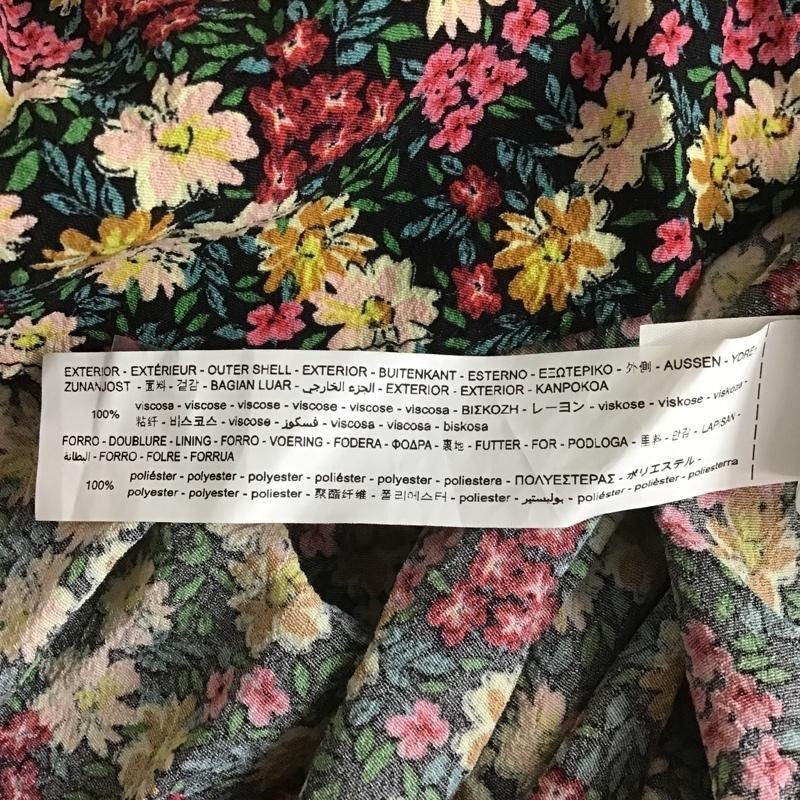 EXTERIOR - EXTÉRIEUR - OUTER SHELL - EXTERIOR - BUITENKANT - ESTERNO - ΕΞΩΤΕΡΙΚΟ - 外側 - AUSSEN - YDRE-
ZUNANJOST - 面料 - 겉감 - BAGIAN LUAR - الجزء الخارجي - EXTERIOR - EXTERIOR - KANPOKOA
100% viscosa - viscose - viscose - viscose - viscose - viscosa - ΒΙΣΚΟΖΗ - レーヨン - viskose - viskose - viskoza -
粘纤 - 비스코스 - viscose - فسكوز - viscosa - viscosa - biskosa
FORRO - DOUBLURE - LINING - FORRO - VOERING - FODERA - ΦΟΔΡΑ - 裏地 - FUTTER - FOR - PODLOGA - 里料 - 안감 - LAPISAN -
البطانة - FORRO - FOLRE - FORRUA
100% poliéster - polyester - polyester - poliéster - polyester - poliestere - ΠΟΛΥΕΣΤΕΡΑΣ - ポリエステル -
polyester - polyester - poliester - 聚酯纤维 - 폴리에스터 - poliester - بوليستير - poliéster - polièster - poliesterra